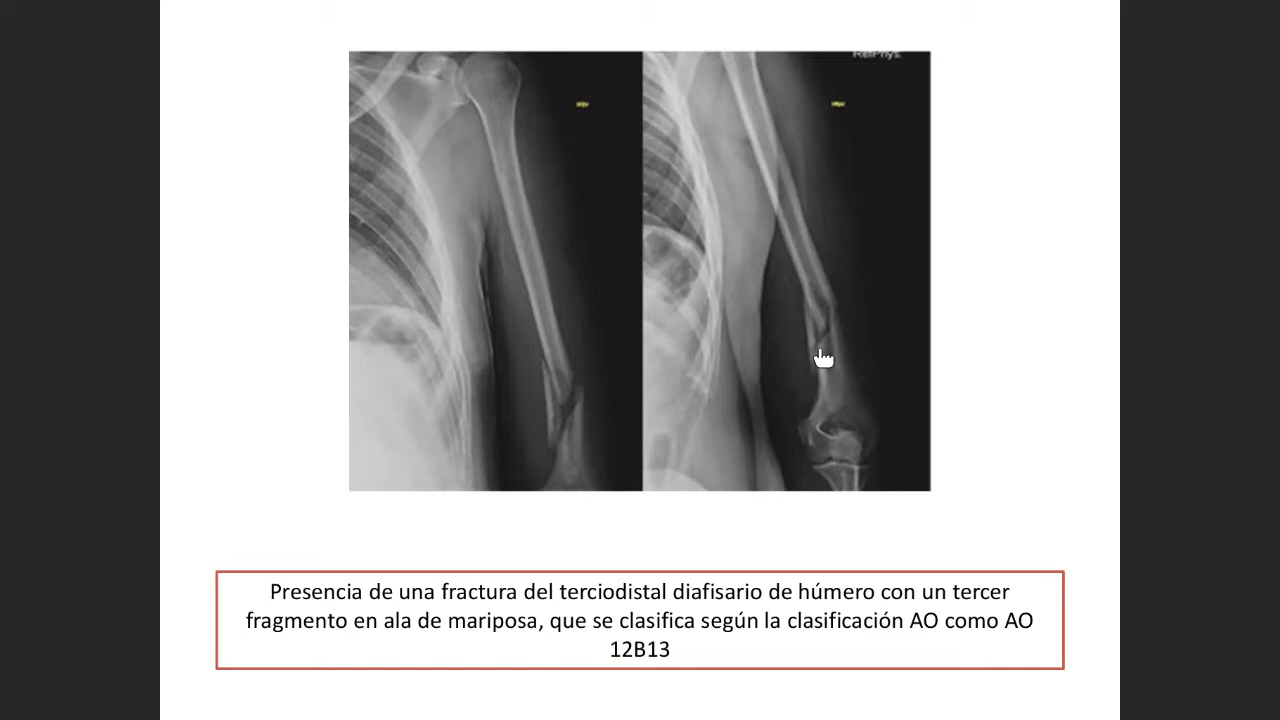 Presencia de una fractura del terciodistal diafisario de húmero con un tercer
fragmento en ala de mariposa, que se clasifica según la clasificación AO como AO
12B13